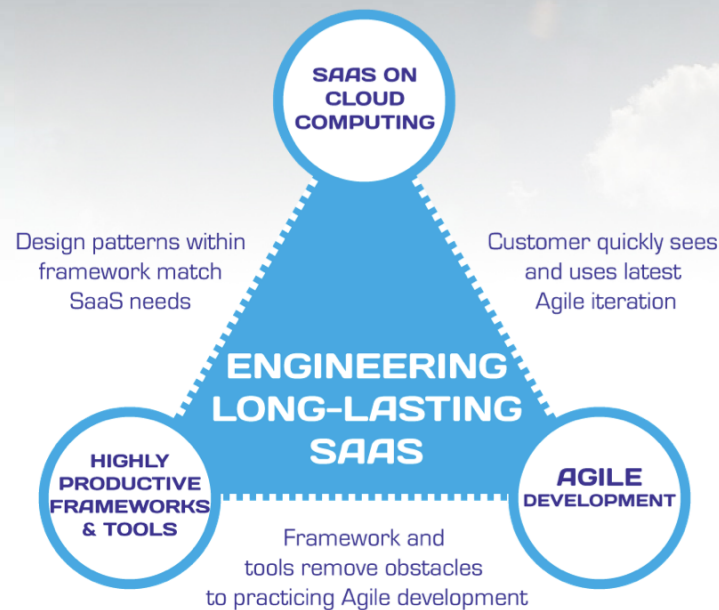 SAAS ON
CLOUD
COMPUTING
Design patterns within
framework match
SaaS needs
Customer quickly sees
and uses latest
Agile iteration
ENGINEERING
LONG-LASTING
SAAS
HIGHLY
PRODUCTIVE
FRAMEWORKS
& TOOLS
AGILE
DEVELOPMENT
Framework and
tools remove obstacles
to practicing Agile development